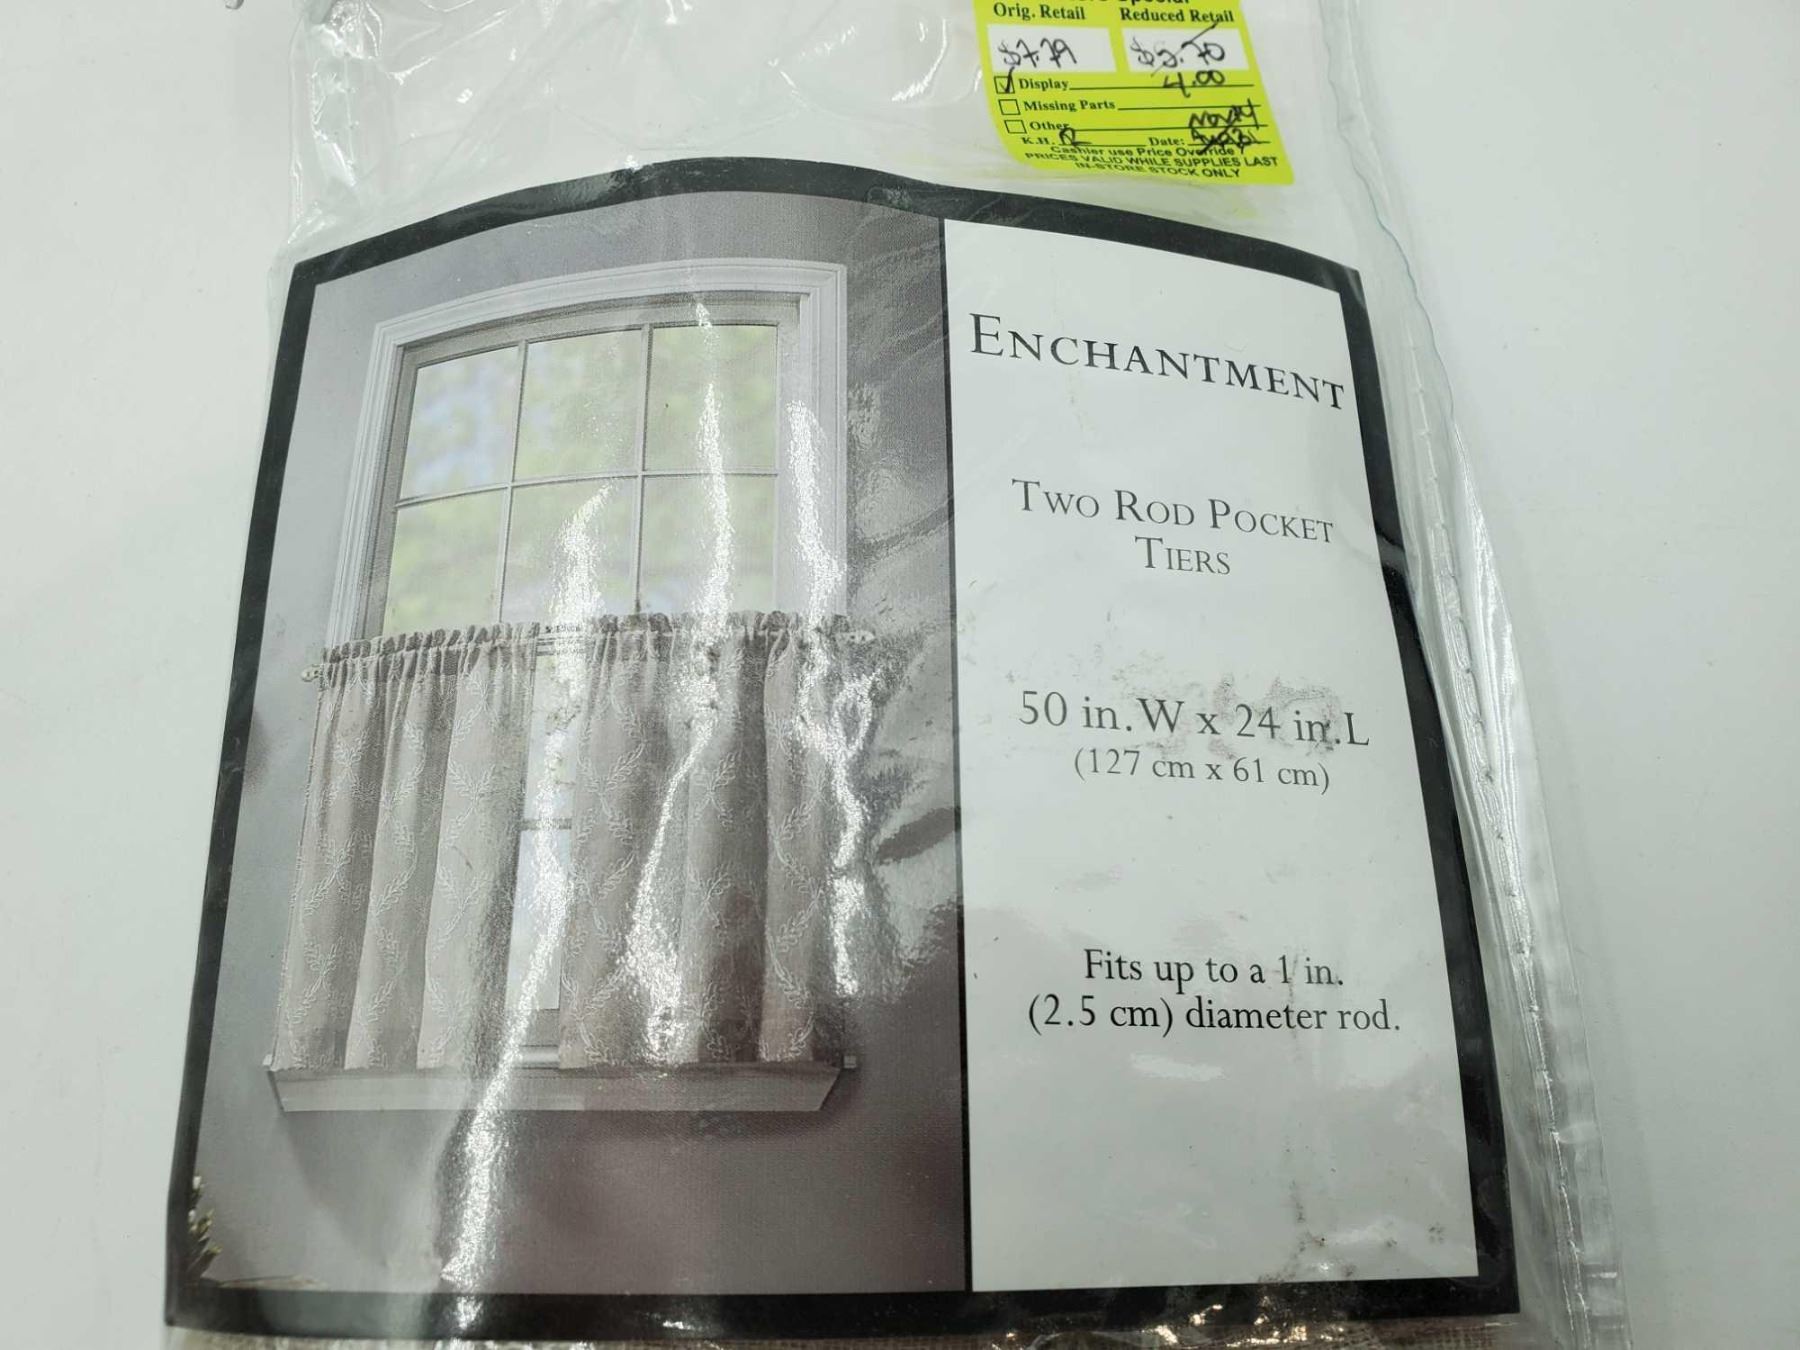 Orig. Retail Reduced Retail
$7.79 $5.70
4.00
Display
Missing Parts
Other
K.H. Date:
Cashier use Price Override
PRICES VALID WHILE SUPPLIES LAST
IN-STORE STOCK ONLY
ENCHANTMENT
TWO ROD POCKET
TIERS
50 in.W x 24 in.L
(127 cm x 61 cm)
Fits up to a 1 in.
(2.5 cm) diameter rod.